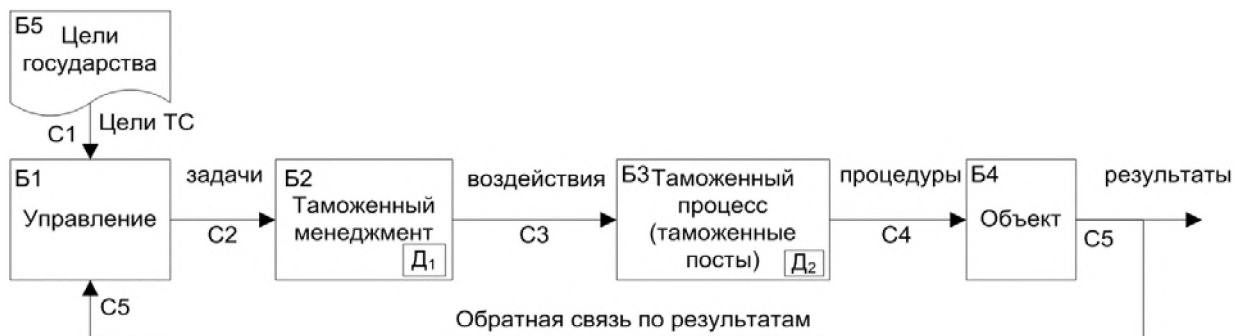 Б5
Цели
государства
С1
Цели ТС
Б1
Управление
задачи
С2
Б2
Таможенный
менеджмент
Д₁
воздействия
С3
Б3
Таможенный
процесс
(таможенные
посты)
Д₂
процедуры
С4
Б4
Объект
результаты
С5
С5
Обратная связь по результатам